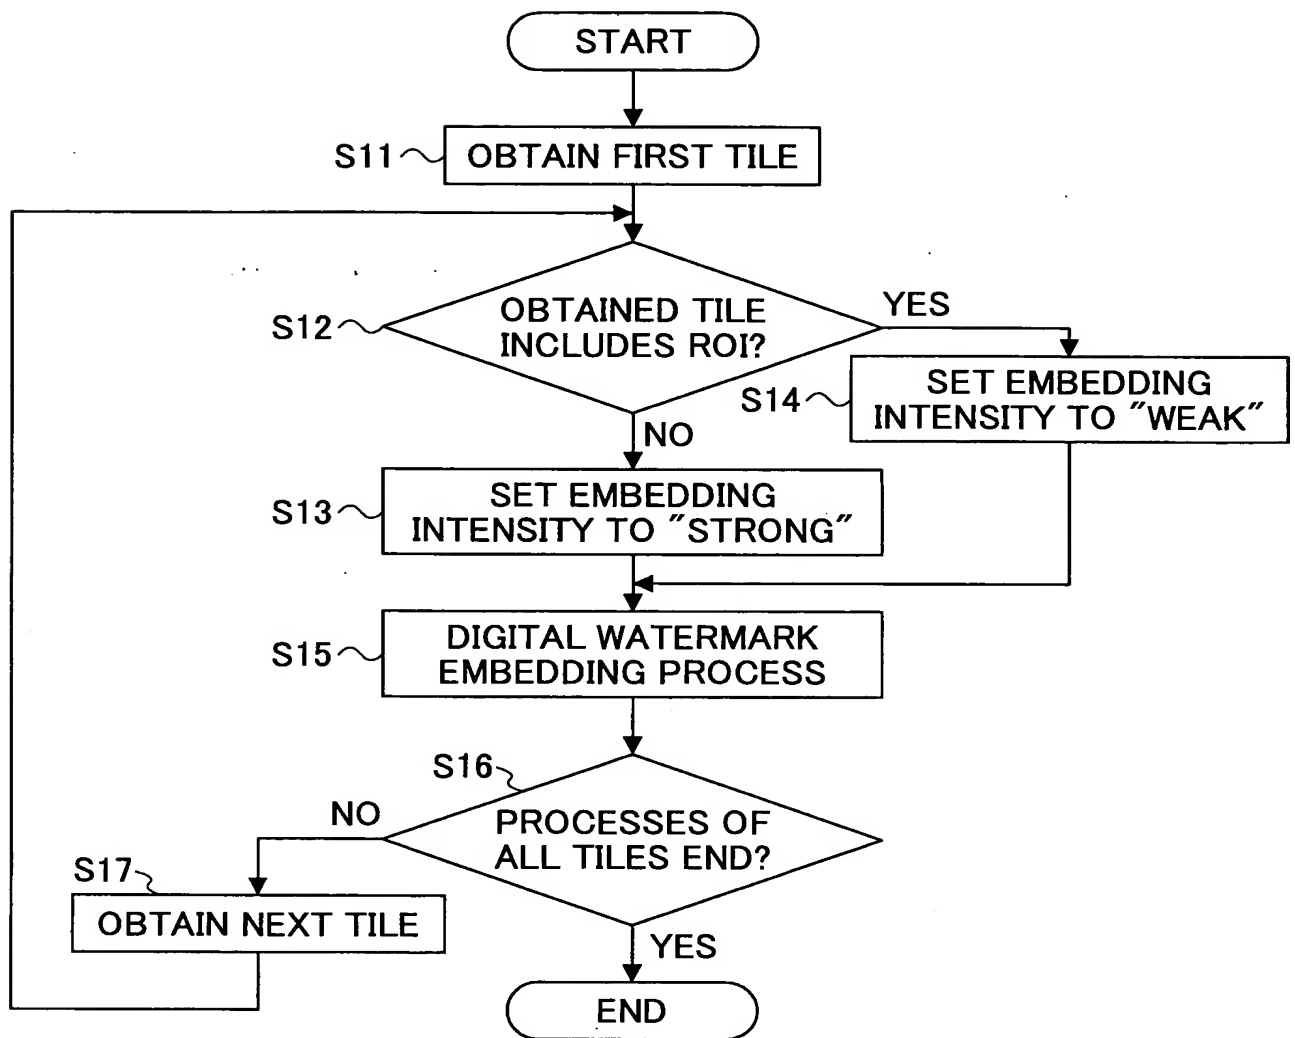 START
S11
OBTAIN FIRST TILE
S12
OBTAINED TILE
INCLUDES ROI?
YES
S14
SET EMBEDDING
INTENSITY TO "WEAK"
NO
S13
SET EMBEDDING
INTENSITY TO "STRONG"
S15
DIGITAL WATERMARK
EMBEDDING PROCESS
S16
PROCESSES OF
ALL TILES END?
NO
S17
OBTAIN NEXT TILE
YES
END